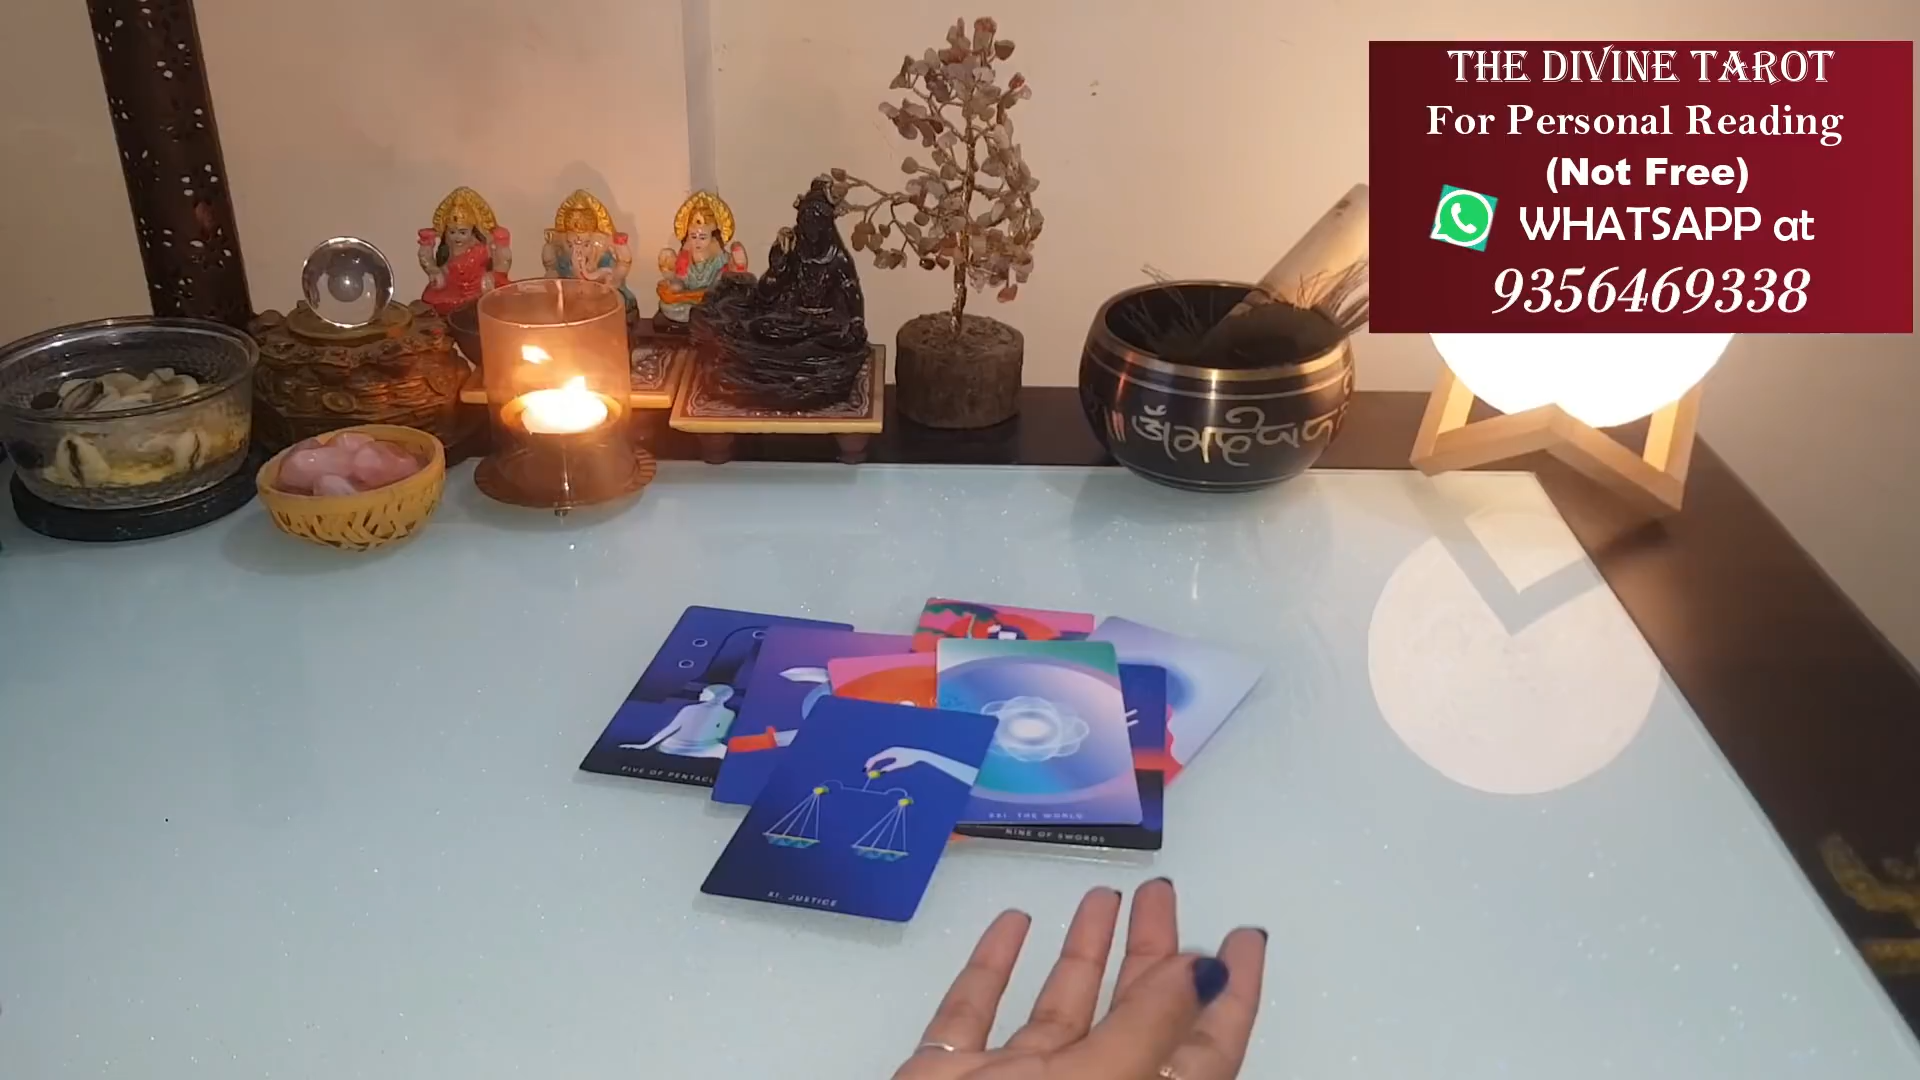 THE DIVINE TAROT
For Personal Reading
(Not Free)
WHATSAPP at
9356469338
FIVE OF PENTACL
XXI. THE WORLD
NINE OF SWORDS
XI. JUSTICE